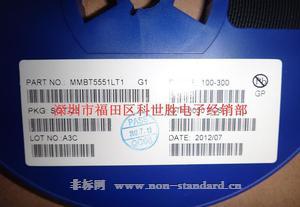 PART NO.: MMBT5551LT1 G1 100-300
GP
深圳市福田区科世胜电子经销部
PKG:
PASS
LOT NO: A3C DATE: 2012/07
非标网 www.non-standard.cn